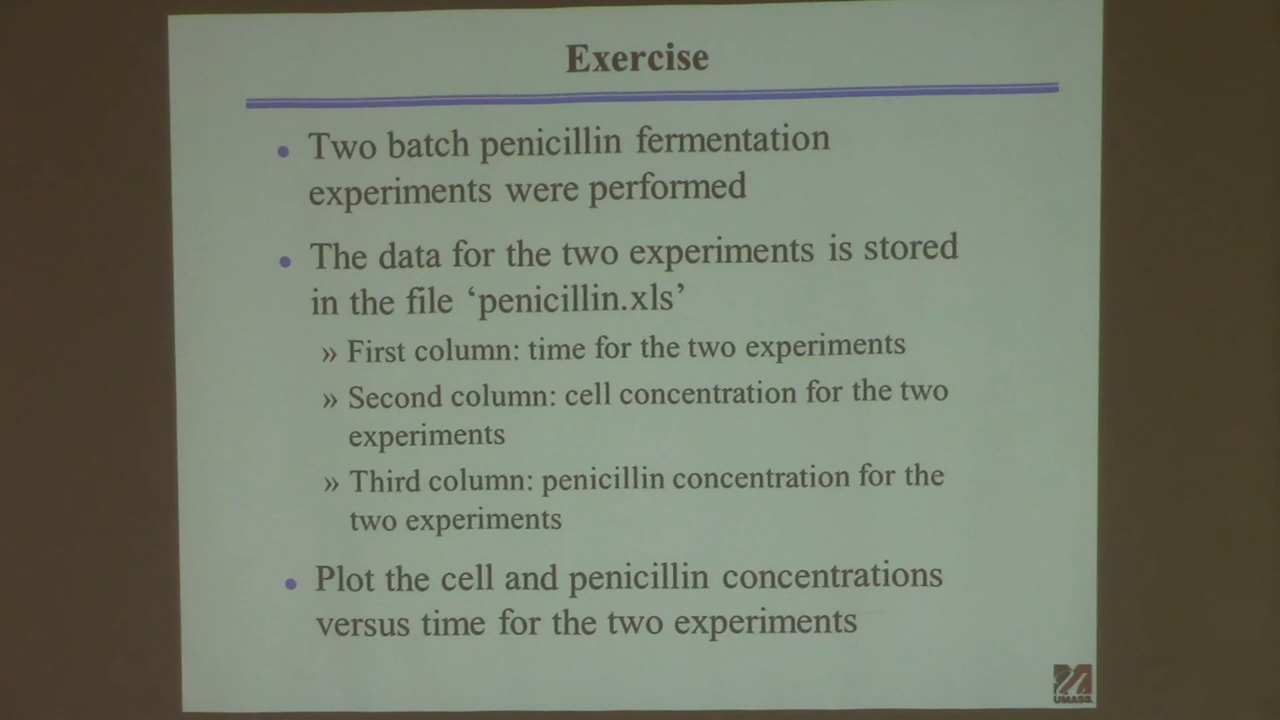 Exercise
• Two batch penicillin fermentation
experiments were performed
• The data for the two experiments is stored
in the file ‘penicillin.xls’
» First column: time for the two experiments
» Second column: cell concentration for the two
experiments
» Third column: penicillin concentration for the
two experiments
• Plot the cell and penicillin concentrations
versus time for the two experiments
UMASS